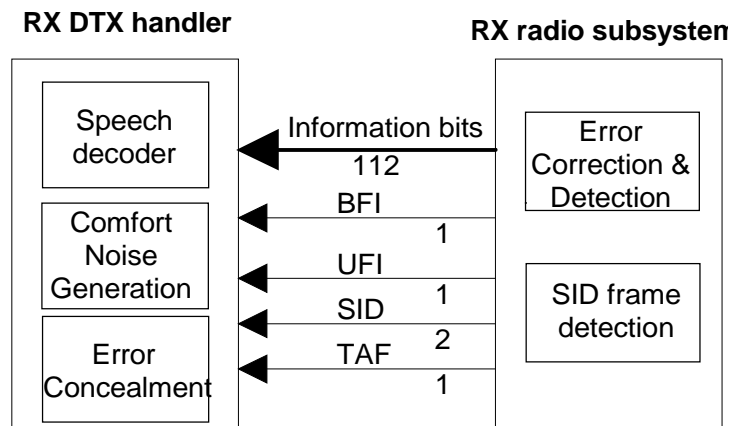 RX DTX handler
RX radio subsystem
Speech
decoder
Information bits
112
Error
Correction &
Detection
BFI
1
Comfort
Noise
Generation
UFI
1
SID
2
SID frame
detection
TAF
1
Error
Concealment